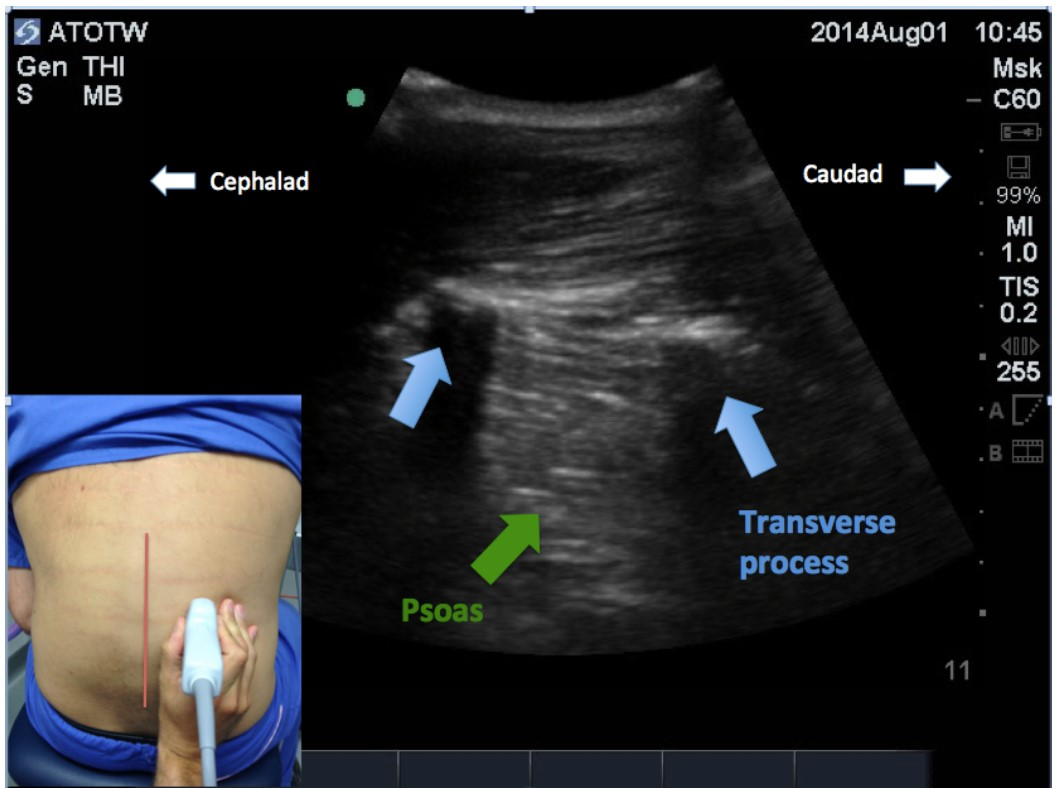 ATOTW
2014Aug01 10:45
Gen THI
S MB
Msk
C60
99%
MI
1.0
TIS
0.2
255
A
B
11
Cephalad
Caudad
Transverse
process
Psoas